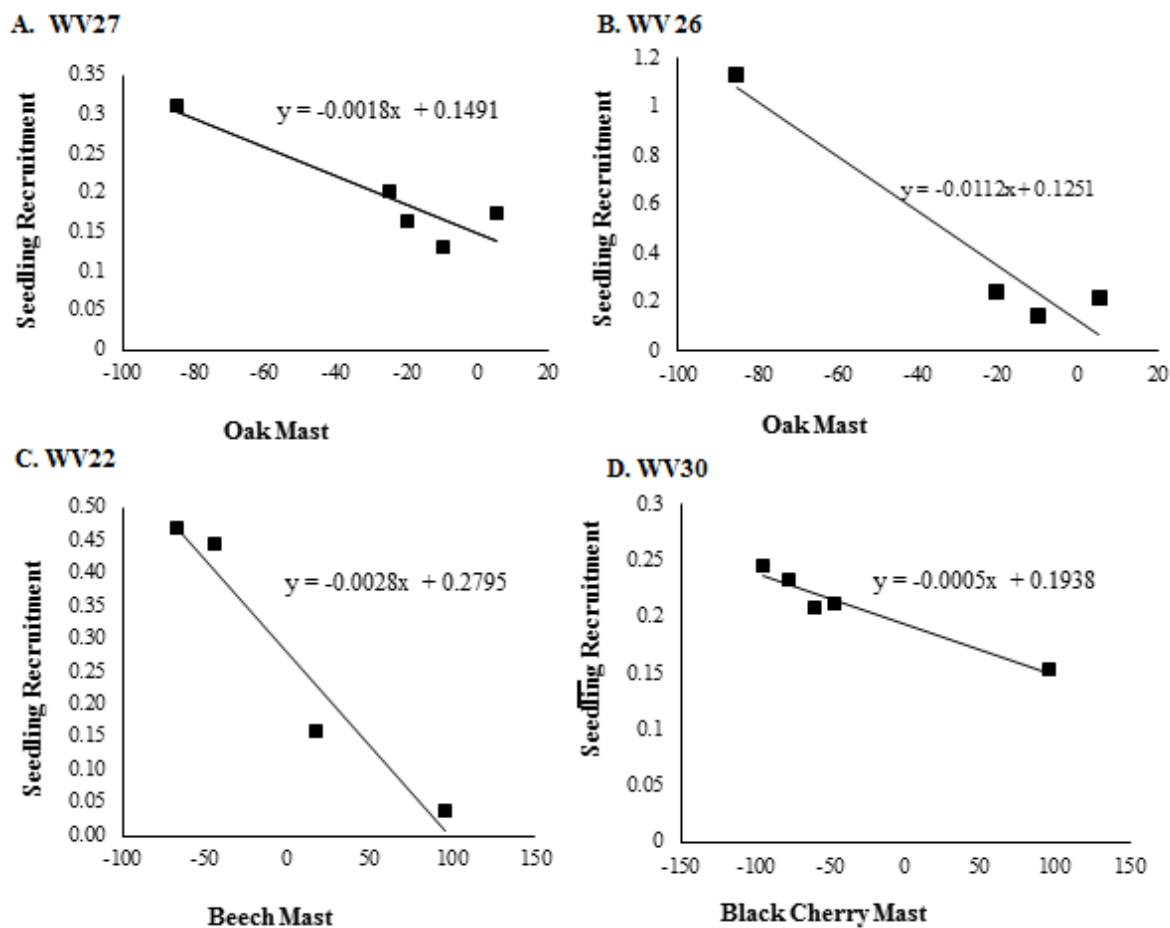 A. WV27
0.35
0.3
0.25
0.2
0.15
0.1
0.05
0
-100 -80 -60 -40 -20 0 20
Seedling Recruitment
Oak Mast
y = -0.0018x + 0.1491
B. WV 26
1.2
1
0.8
0.6
0.4
0.2
0
-100 -80 -60 -40 -20 0 20
Seedling Recruitment
Oak Mast
y = -0.0112x+ 0.1251
C. WV22
0.50
0.45
0.40
0.35
0.30
0.25
0.20
0.15
0.10
0.05
0.00
-100 -50 0 50 100 150
Seedling Recruitment
Beech Mast
y = -0.0028x + 0.2795
D. WV30
0.3
0.25
0.2
0.15
0.1
0.05
0
-150 -100 -50 0 50 100 150
Seedling Recruitment
Black Cherry Mast
y = -0.0005x + 0.1938